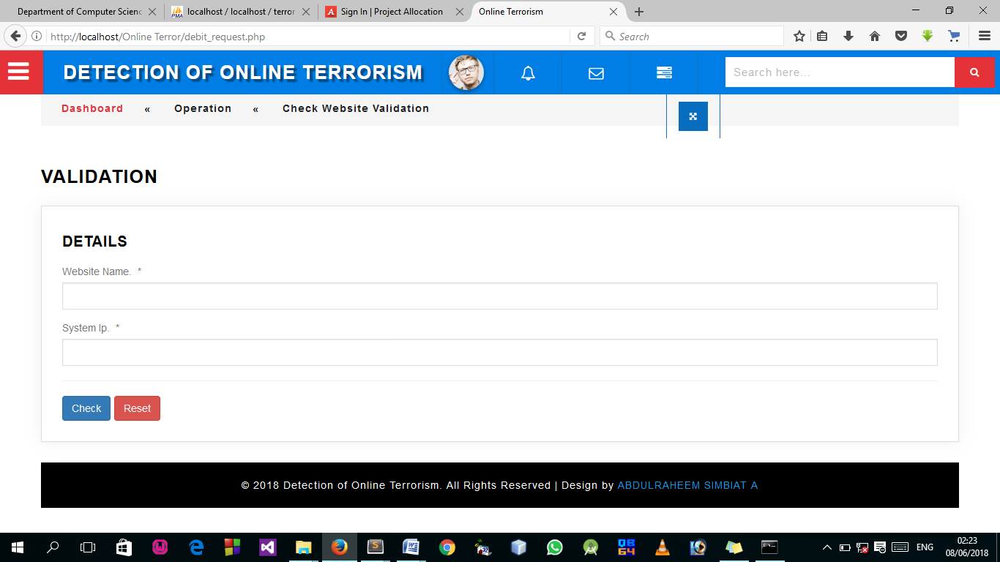 Department of Computer Scienc
localhost / localhost / terror
Sign In | Project Allocation
Online Terrorism
http://localhost/Online Terror/debit_request.php
Search
DETECTION OF ONLINE TERRORISM
Search here...
Dashboard « Operation « Check Website Validation
VALIDATION
DETAILS
Website Name. *
System Ip. *
Check Reset
© 2018 Detection of Online Terrorism. All Rights Reserved | Design by ABDULRAHEEM SIMBIAT A
ENG
02:23
08/06/2018